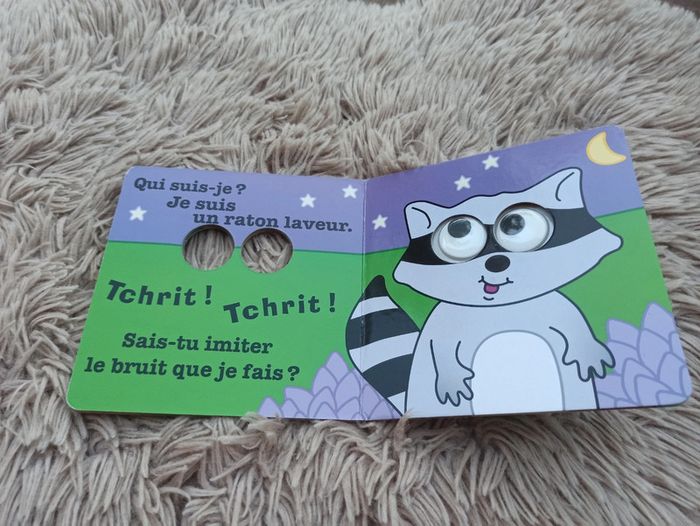 Qui suis-je ?
Je suis
un raton laveur.
Tchrit !
Tchrit !
Sais-tu imiter
le bruit que je fais ?